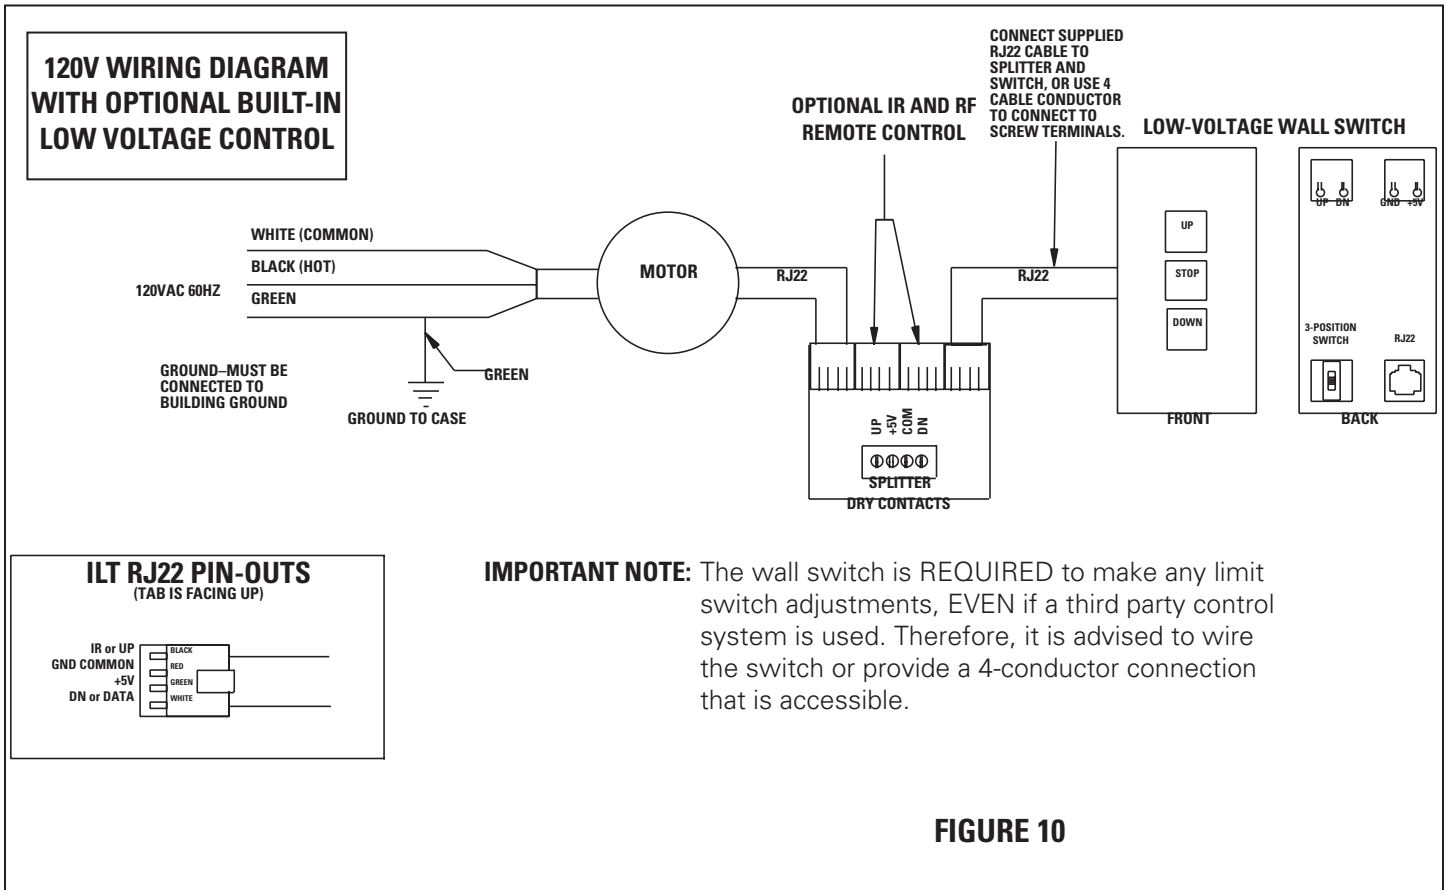 120V WIRING DIAGRAM
WITH OPTIONAL BUILT-IN
LOW VOLTAGE CONTROL
CONNECT SUPPLIED
RJ22 CABLE TO
SPLITTER AND
SWITCH, OR USE 4
CABLE CONDUCTOR
TO CONNECT TO
SCREW TERMINALS.
OPTIONAL IR AND RF
REMOTE CONTROL
LOW-VOLTAGE WALL SWITCH
WHITE (COMMON)
BLACK (HOT)
GREEN
120VAC 60HZ
MOTOR
RJ22
RJ22
UP
STOP
DOWN
FRONT
UP DN
GND +5V
3-POSITION
SWITCH
RJ22
BACK
GROUND–MUST BE
CONNECTED TO
BUILDING GROUND
GREEN
GROUND TO CASE
UP
+5V
COM
DN
SPLITTER
DRY CONTACTS
ILT RJ22 PIN-OUTS
(TAB IS FACING UP)
IR or UP
GND COMMON
+5V
DN or DATA
BLACK
RED
GREEN
WHITE
IMPORTANT NOTE: The wall switch is REQUIRED to make any limit
switch adjustments, EVEN if a third party control
system is used. Therefore, it is advised to wire
the switch or provide a 4-conductor connection
that is accessible.
FIGURE 10